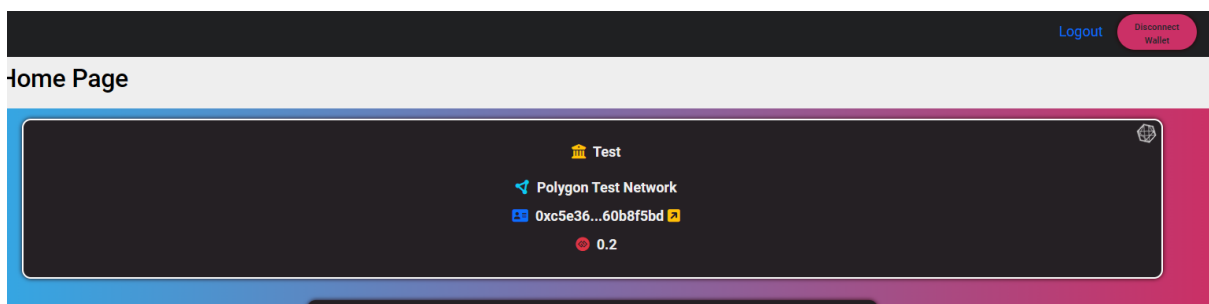 Logout
Disconnect
Wallet
Home Page
Test
Polygon Test Network
0xc5e36...60b8f5bd
0.2